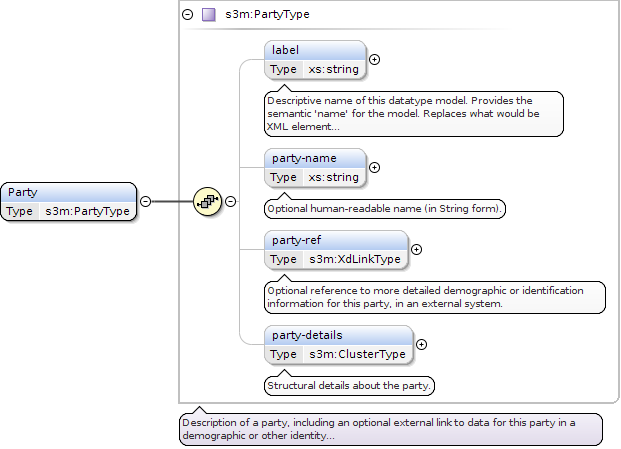 s3m:PartyType
label
Type xs:string
Descriptive name of this datatype model. Provides the
semantic 'name' for the model. Replaces what would be
XML element...
party-name
Type xs:string
Optional human-readable name (in String form).
Party
Type s3m:PartyType
party-ref
Type s3m:XdLinkType
Optional reference to more detailed demographic or identification
information for this party, in an external system.
party-details
Type s3m:ClusterType
Structural details about the party.
Description of a party, including an optional external link to data for this party in a
demographic or other identity...